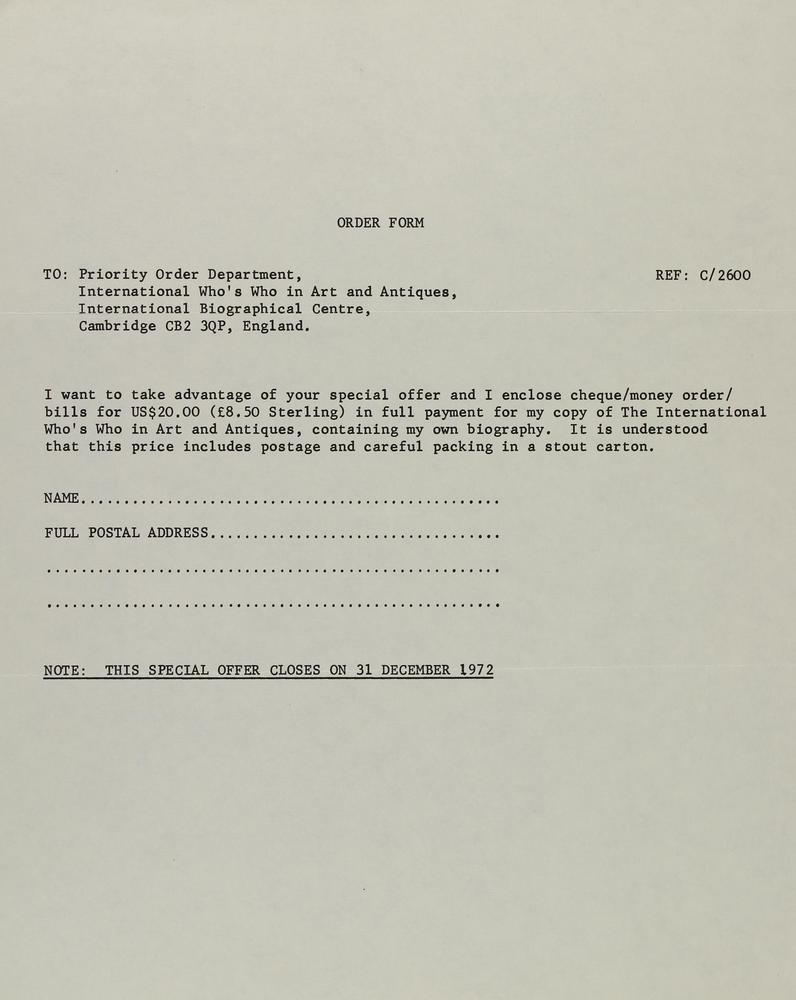 ORDER FORM
TO: Priority Order Department, REF: C/2600
International Who's Who in Art and Antiques,
International Biographical Centre,
Cambridge CB2 3QP, England.
I want to take advantage of your special offer and I enclose cheque/money order/
bills for US$20.00 (£8.50 Sterling) in full payment for my copy of The International
Who's Who in Art and Antiques, containing my own biography. It is understood
that this price includes postage and careful packing in a stout carton.
NAME.................................................
FULL POSTAL ADDRESS..................................
.....................................................
.....................................................
NOTE: THIS SPECIAL OFFER CLOSES ON 31 DECEMBER 1972